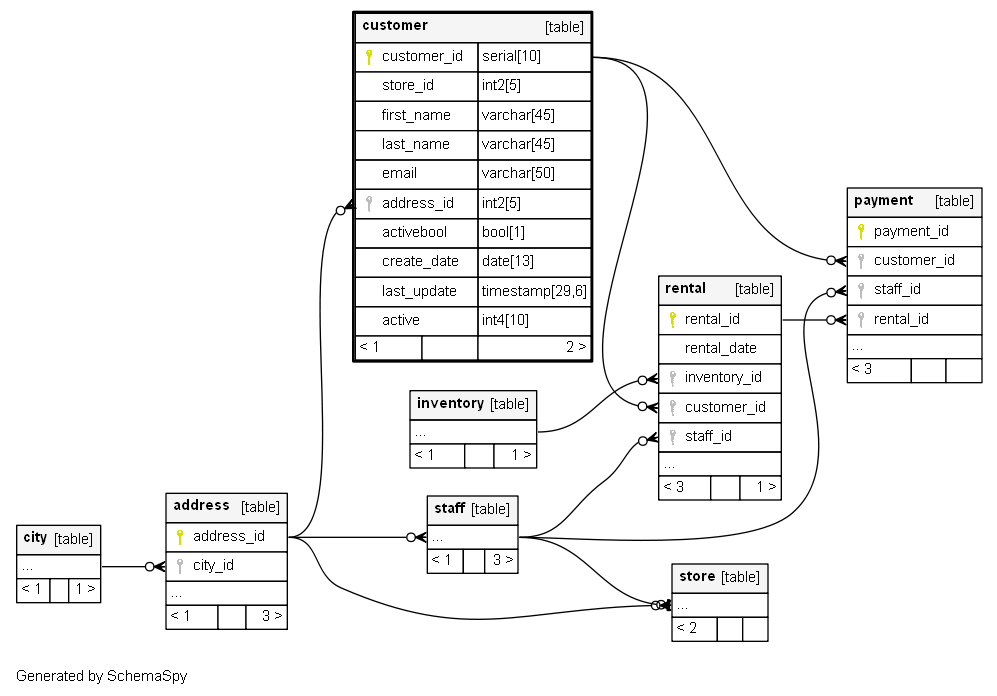 customer [table]
customer_id serial[10]
store_id int2[5]
first_name varchar[45]
last_name varchar[45]
email varchar[50]
address_id int2[5]
activebool bool[1]
create_date date[13]
last_update timestamp[29,6]
active int4[10]
< 1 2 >
payment [table]
payment_id
customer_id
staff_id
rental_id
...
< 3
rental [table]
rental_id
rental_date
inventory_id
customer_id
staff_id
...
< 3 1 >
inventory [table]
...
< 1 1 >
address [table]
address_id
city_id
...
< 1 3 >
staff [table]
...
< 1 3 >
city [table]
...
< 1 1 >
store [table]
...
< 2
Generated by SchemaSpy